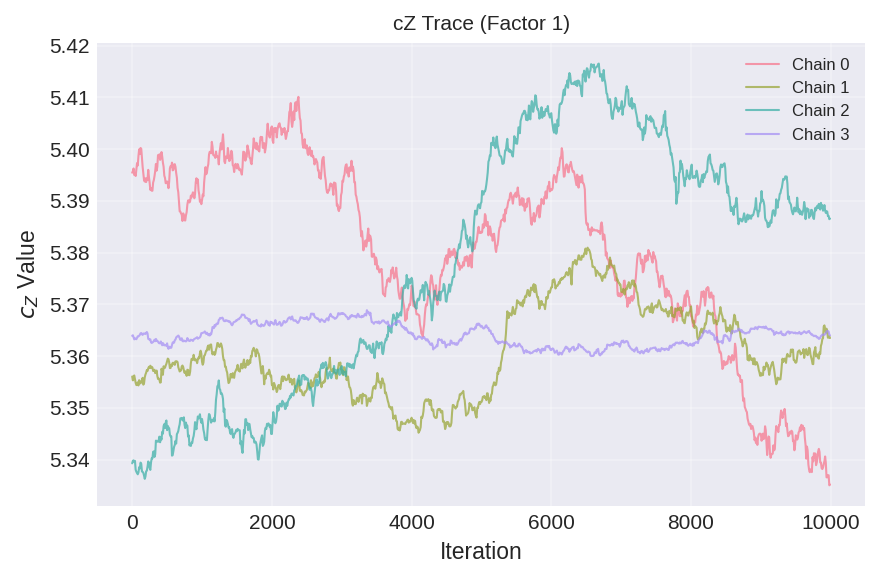 cZ Trace (Factor 1)
5.42
5.41
5.40
5.39
5.38
5.37
5.36
5.35
5.34
cZ Value
Chain 0
Chain 1
Chain 2
Chain 3
0 2000 4000 6000 8000 10000
Iteration